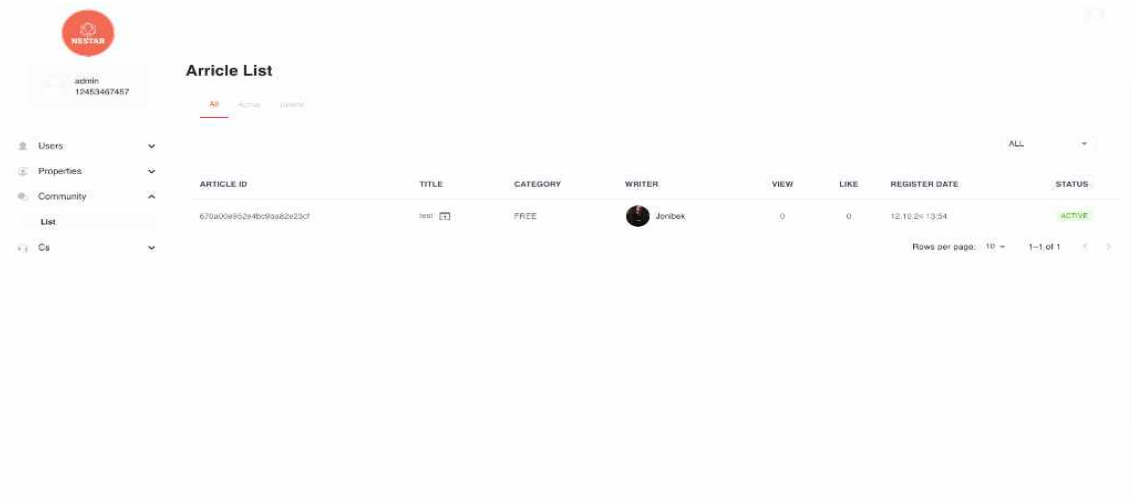 NESTAR
admin
12453467457
Arricle List
All Active Delete
Users
Properties
Community
List
Cs
ALL
ARTICLE ID TITLE CATEGORY WRITER VIEW LIKE REGISTER DATE STATUS
test FREE Jonibek 0 0 12.10.24 13:54 ACTIVE
Rows per page: 10 1–1 of 1